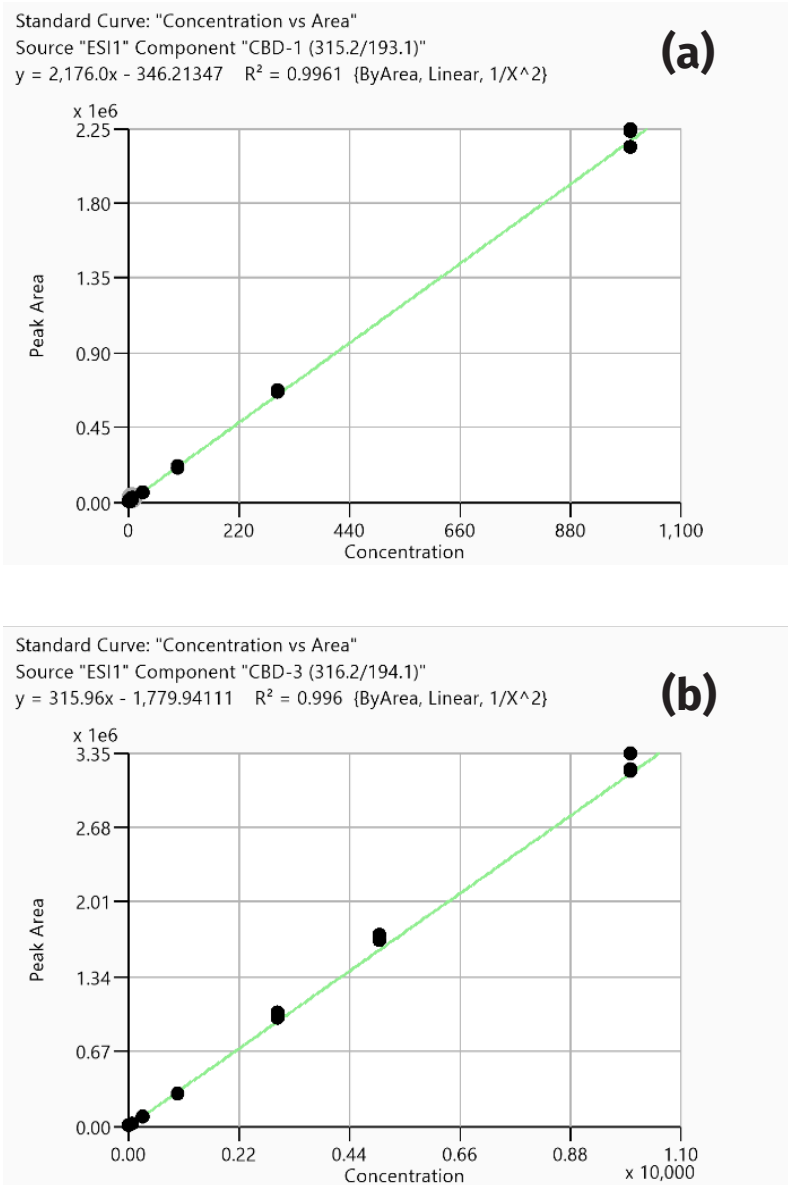 Standard Curve: "Concentration vs Area"
Source "ESI1" Component "CBD-1 (315.2/193.1)"
(a)
y = 2,176.0x - 346.21347 R² = 0.9961 {ByArea, Linear, 1/X^2}
x 1e6
2.25
1.80
1.35
0.90
0.45
0.00
Peak Area
0 220 440 660 880 1,100
Concentration
Standard Curve: "Concentration vs Area"
Source "ESI1" Component "CBD-3 (316.2/194.1)"
(b)
y = 315.96x - 1,779.94111 R² = 0.996 {ByArea, Linear, 1/X^2}
x 1e6
3.35
2.68
2.01
1.34
0.67
0.00
Peak Area
0.00 0.22 0.44 0.66 0.88 1.10
x 10,000
Concentration